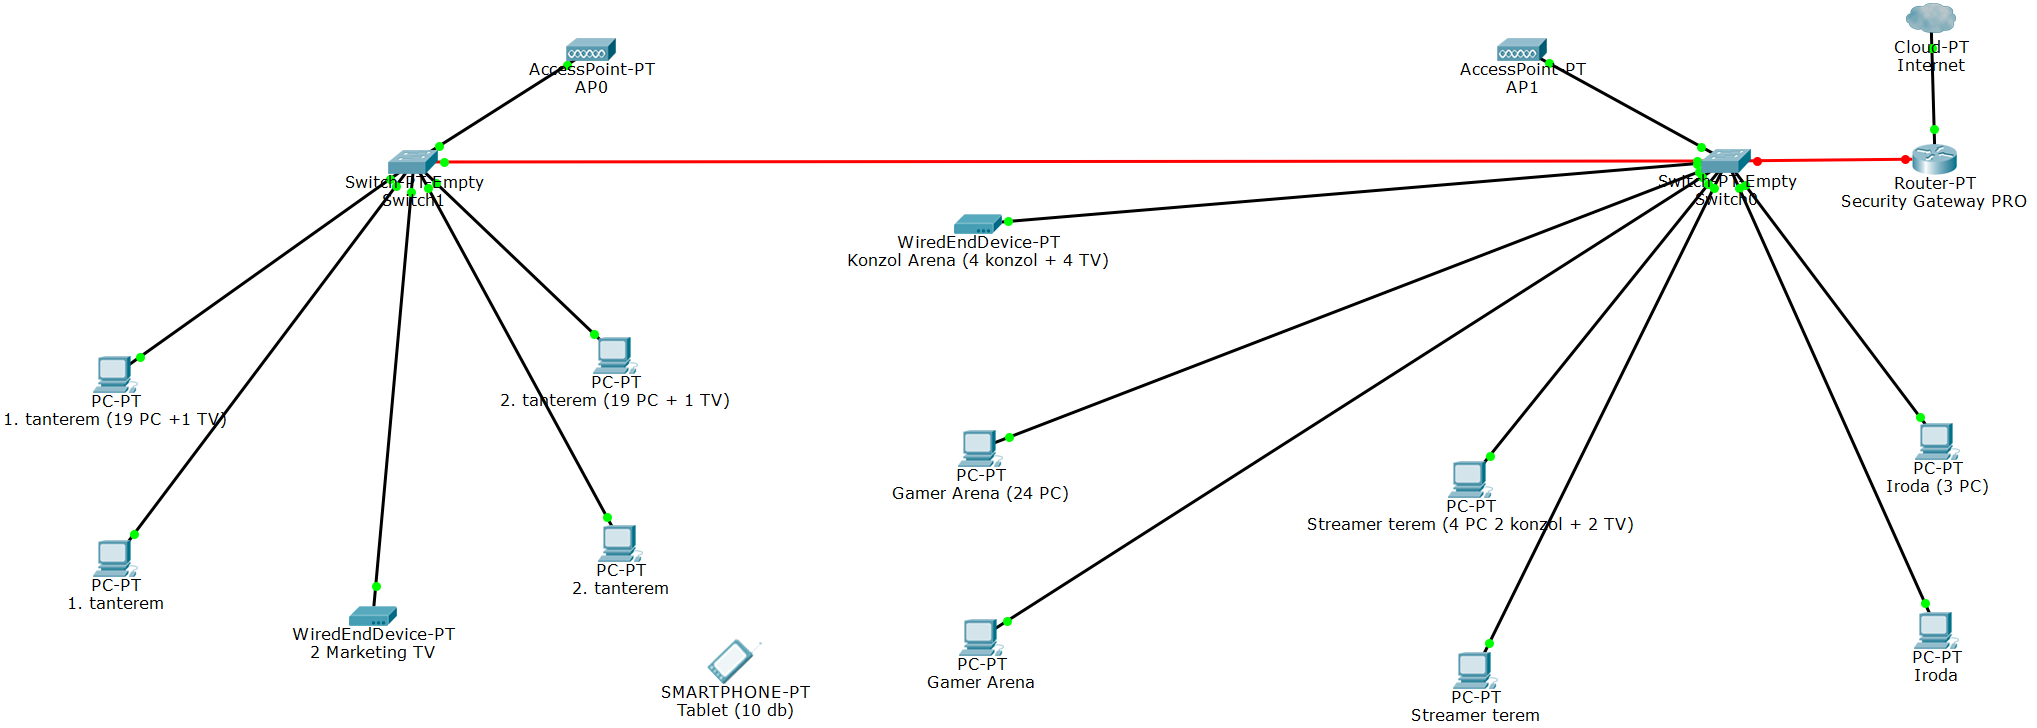 AccessPoint-PT
AP0
AccessPoint-PT
AP1
Cloud-PT
Internet
Switch-PT-Empty
Switch1
Switch-PT-Empty
Switch0
Router-PT
Security Gateway PRO
WiredEndDevice-PT
Konzol Arena (4 konzol + 4 TV)
PC-PT
1. tanterem (19 PC +1 TV)
PC-PT
2. tanterem (19 PC + 1 TV)
PC-PT
Gamer Arena (24 PC)
PC-PT
Streamer terem (4 PC 2 konzol + 2 TV)
PC-PT
Iroda (3 PC)
PC-PT
1. tanterem
PC-PT
2. tanterem
WiredEndDevice-PT
2 Marketing TV
SMARTPHONE-PT
Tablet (10 db)
PC-PT
Gamer Arena
PC-PT
Streamer terem
PC-PT
Iroda